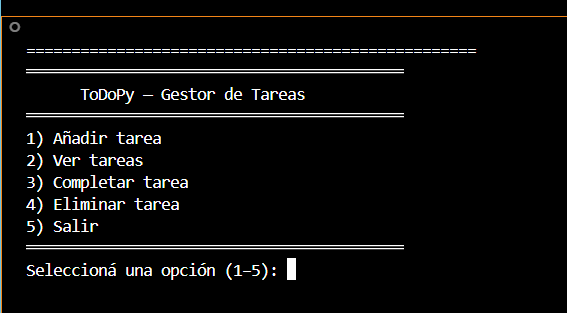 ==================================================
══════════════════════════════════════════
ToDoPy — Gestor de Tareas
══════════════════════════════════════════
1) Añadir tarea
2) Ver tareas
3) Completar tarea
4) Eliminar tarea
5) Salir
══════════════════════════════════════════
Seleccioná una opción (1–5):